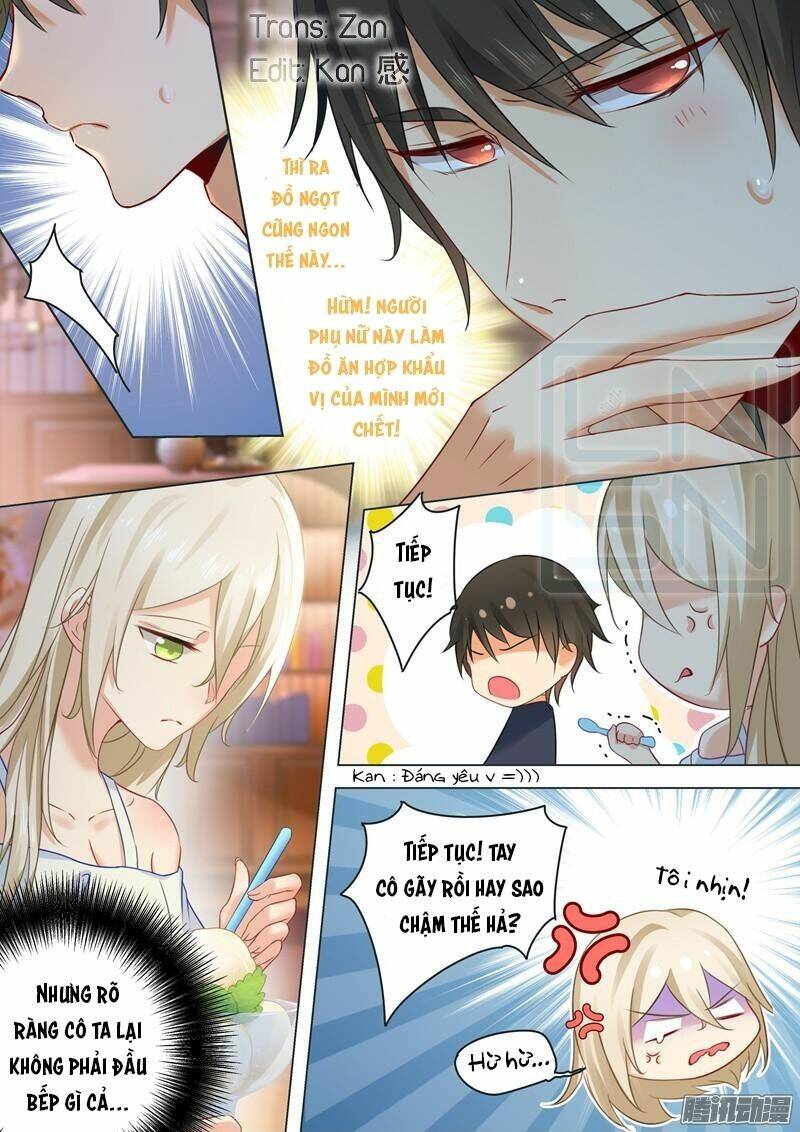 Trans: Zan
Edit: Kan 感
THÌ RA
ĐỒ NGỌT
CŨNG NGON
THẾ NÀY...
HỪM! NGƯỜI
PHỤ NỮ NÀY LÀM
ĐỒ ĂN HỢP KHẨU
VỊ CỦA MÌNH MỚI
CHẾT!
TIẾP
TỤC!
Kan : Đáng yêu v =)))
TIẾP TỤC! TAY
CÔ GÃY RỒI HAY SAO
CHẬM THẾ HẢ?
Tôi nhịn!
Hừ hừ...
NHƯNG RÕ
RÀNG CÔ TA LẠI
KHÔNG PHẢI ĐẦU
BẾP GÌ CẢ...
腾讯动漫